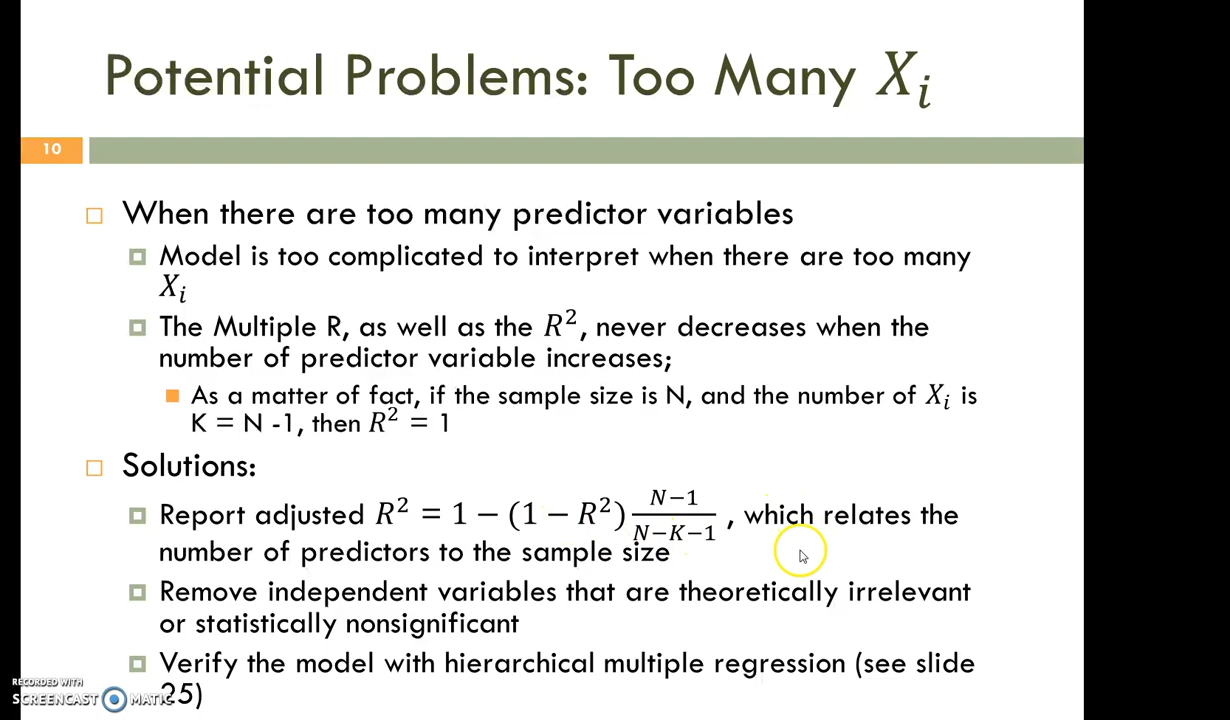 Potential Problems: Too Many X_i
10
When there are too many predictor variables
Model is too complicated to interpret when there are too many
X_i
The Multiple R, as well as the R², never decreases when the
number of predictor variable increases;
As a matter of fact, if the sample size is N, and the number of X_i is
K = N -1, then R² = 1
Solutions:
Report adjusted R² = 1 − (1 − R²) \frac{N−1}{N−K−1} , which relates the
number of predictors to the sample size
Remove independent variables that are theoretically irrelevant
or statistically nonsignificant
Verify the model with hierarchical multiple regression (see slide
25)
RECORDED WITH
SCREENCAST MATIC